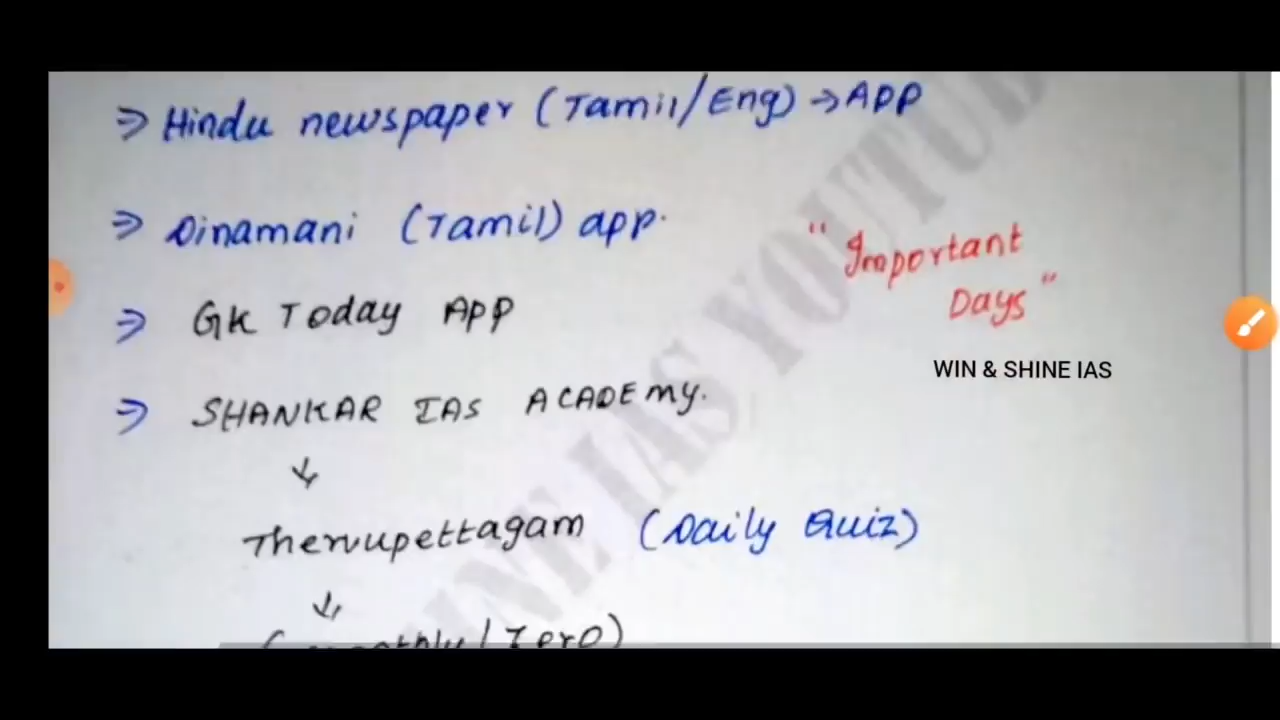 ⇒ Hindu newspaper (Tamil/Eng) → APP
⇒ Dinamani (Tamil) app.
"Important
Days"
⇒ GK Today APP
WIN & SHINE IAS
⇒ SHANKAR IAS ACADEMY.
↓
Thervupettagam (Daily Quiz)
↓